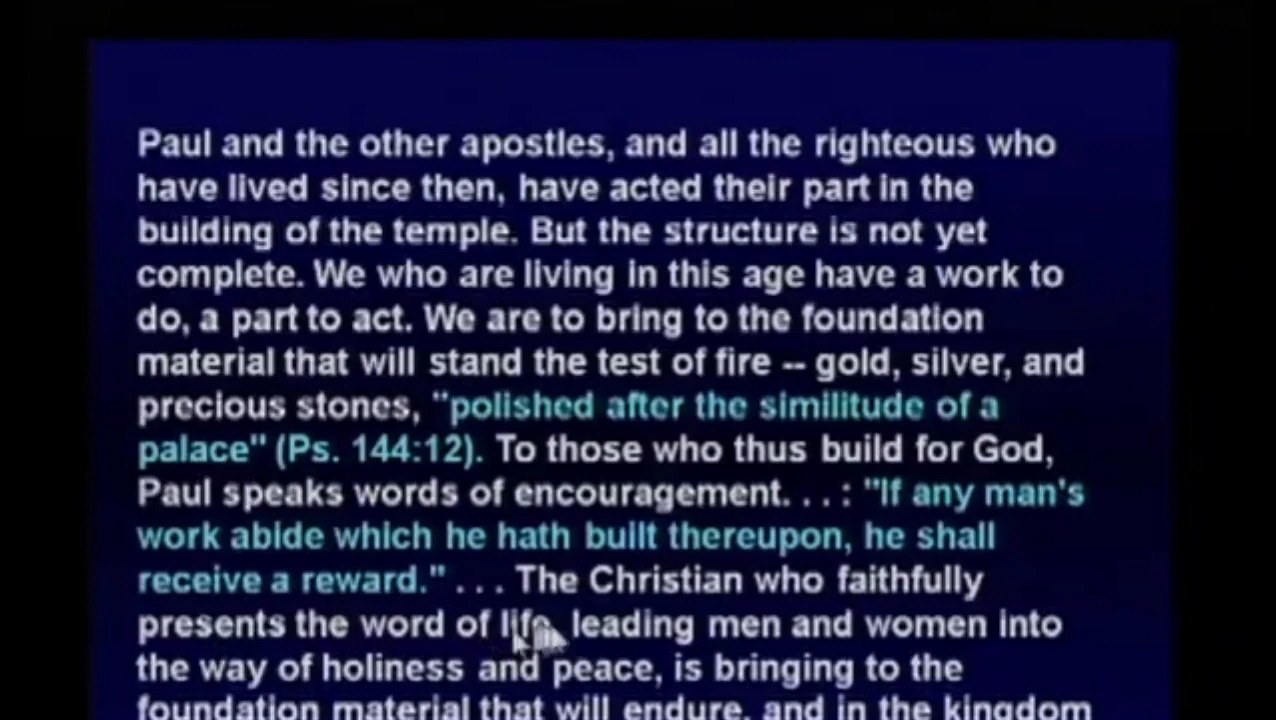 Paul and the other apostles, and all the righteous who
have lived since then, have acted their part in the
building of the temple. But the structure is not yet
complete. We who are living in this age have a work to
do, a part to act. We are to bring to the foundation
material that will stand the test of fire -- gold, silver, and
precious stones, "polished after the similitude of a
palace" (Ps. 144:12). To those who thus build for God,
Paul speaks words of encouragement. . . : "If any man's
work abide which he hath built thereupon, he shall
receive a reward." . . . The Christian who faithfully
presents the word of life, leading men and women into
the way of holiness and peace, is bringing to the
foundation material that will endure, and in the kingdom